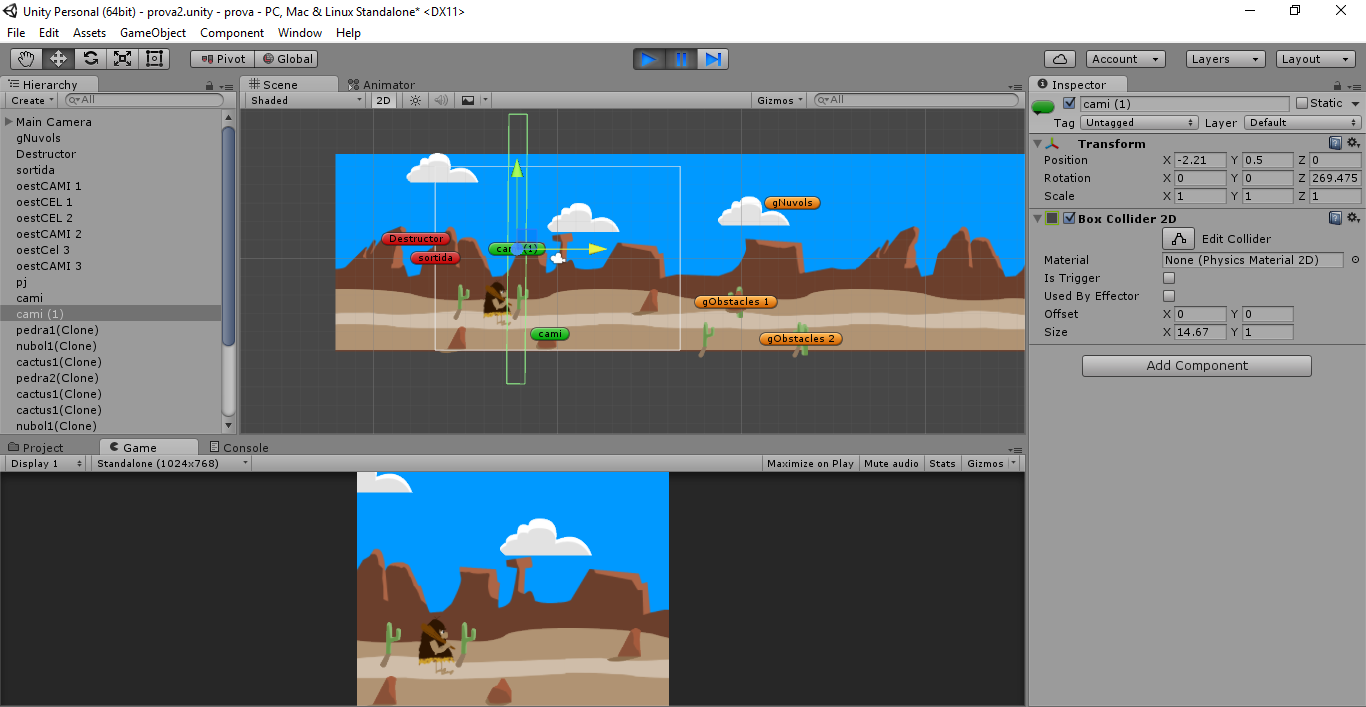 Unity Personal (64bit) - prova2.unity - prova - PC, Mac & Linux Standalone* <DX11>
File Edit Assets GameObject Component Window Help
Pivot Global Account Layers Layout
Hierarchy
Create All
Main Camera
gNuvols
Destructor
sortida
oestCAMI 1
oestCEL 1
oestCEL 2
oestCAMI 2
oestCel 3
oestCAMI 3
pj
cami
cami (1)
pedra1(Clone)
nubol1(Clone)
cactus1(Clone)
pedra2(Clone)
cactus1(Clone)
cactus1(Clone)
nubol1(Clone)
Scene Animator
Shaded 2D Gizmos All
gNuvols
Destructor
cami (1)
sortida
gObstacles 1
cami
gObstacles 2
Project Game Console
Display 1 Standalone (1024x768) Maximize on Play Mute audio Stats Gizmos
Inspector
cami (1) Static
Tag Untagged Layer Default
Transform
Position X -2.21 Y 0.5 Z 0
Rotation X 0 Y 0 Z 269.475
Scale X 1 Y 1 Z 1
Box Collider 2D
Edit Collider
Material None (Physics Material 2D)
Is Trigger
Used By Effector
Offset X 0 Y 0
Size X 14.67 Y 1
Add Component